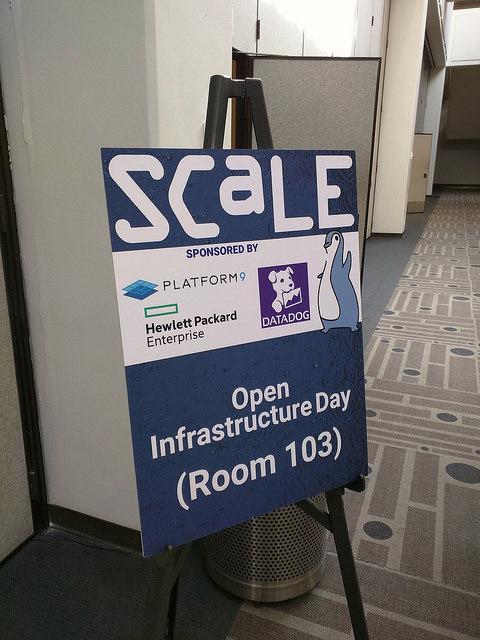 SCaLE
SPONSORED BY
PLATFORM9
Hewlett Packard
Enterprise
DATADOG
Open
Infrastructure Day
(Room 103)